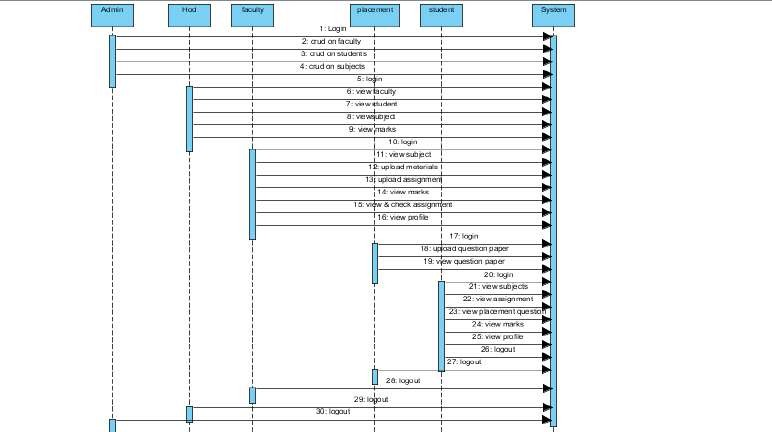 Admin
Hod
faculty
placement
student
System
1: Login
2: crud on faculty
3: crud on students
4: crud on subjects
5: login
6: view faculty
7: view student
8: viewsubject
9: view marks
10: login
11: view subject
12: upload materials
13: upload assignment
14: view marks
15: view & check assignment
16: view profile
17: login
18: upload question paper
19: view question paper
20: login
21: view subjects
22: view assignment
23: view placement question
24: view marks
25: view profile
26: logout
27: logout
28: logout
29: logout
30: logout